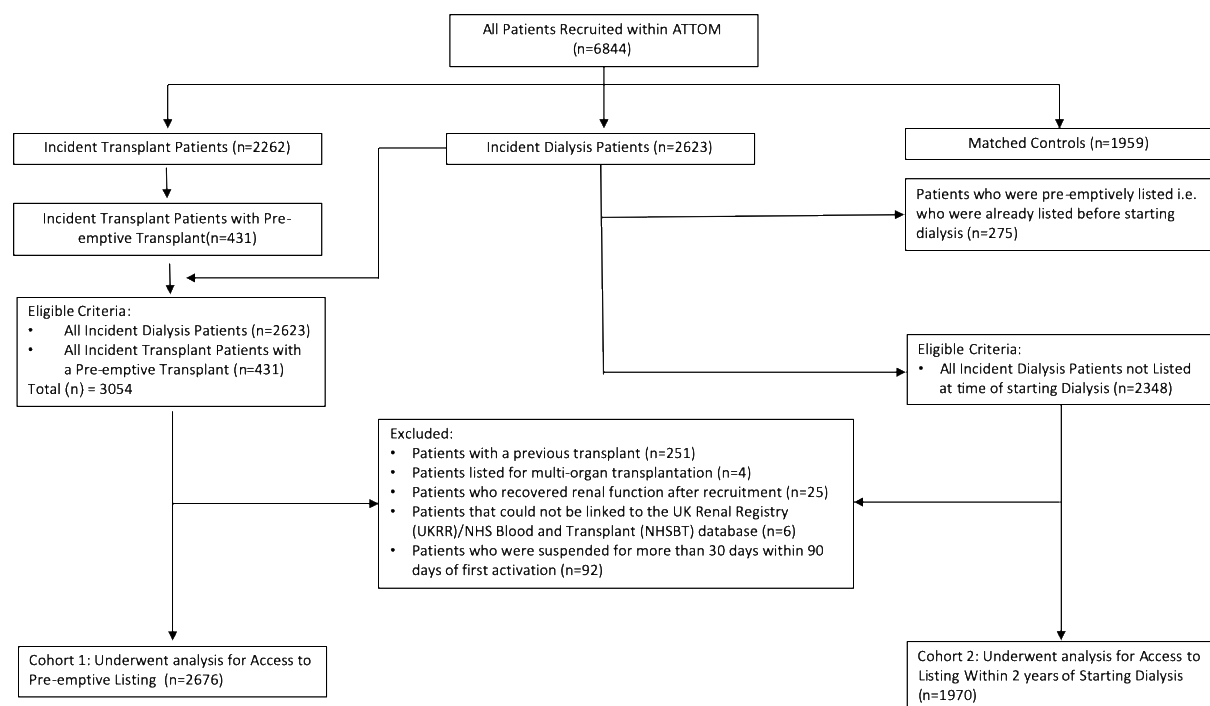 All Patients Recruited within ATTOM
(n=6844)
Incident Transplant Patients (n=2262)
Incident Dialysis Patients (n=2623)
Matched Controls (n=1959)
Patients who were pre-emptively listed i.e.
who were already listed before starting
dialysis (n=275)
Incident Transplant Patients with Pre-
emptive Transplant(n=431)
Eligible Criteria:
• All Incident Dialysis Patients (n=2623)
• All Incident Transplant Patients with
a Pre-emptive Transplant (n=431)
Total (n) = 3054
Eligible Criteria:
• All Incident Dialysis Patients not Listed
at time of starting Dialysis (n=2348)
Excluded:
• Patients with a previous transplant (n=251)
• Patients listed for multi-organ transplantation (n=4)
• Patients who recovered renal function after recruitment (n=25)
• Patients that could not be linked to the UK Renal Registry
(UKRR)/NHS Blood and Transplant (NHSBT) database (n=6)
• Patients who were suspended for more than 30 days within 90
days of first activation (n=92)
Cohort 1: Underwent analysis for Access to
Pre-emptive Listing (n=2676)
Cohort 2: Underwent analysis for Access to
Listing Within 2 years of Starting Dialysis
(n=1970)